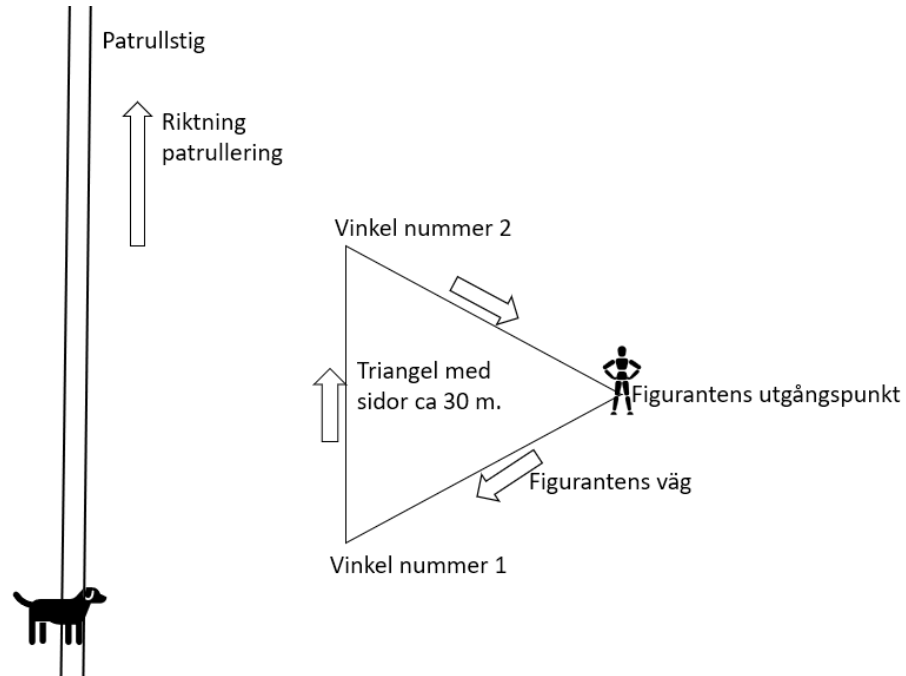 Patrullstig
Riktning
patrullering
Vinkel nummer 2
Triangel med
sidor ca 30 m.
Figurantens utgångspunkt
Figurantens väg
Vinkel nummer 1